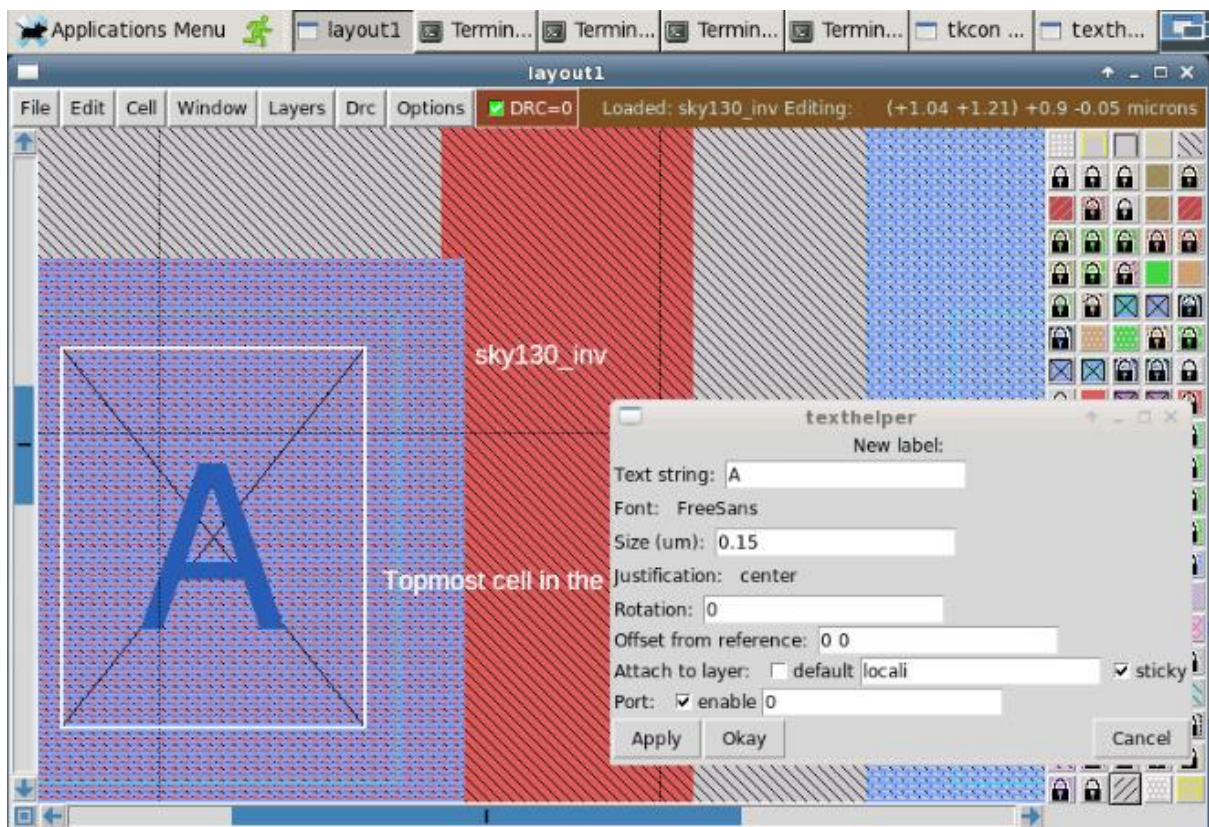 Applications Menu layout1 Termin... Termin... Termin... Termin... tkcon ... texth...
layout1
File Edit Cell Window Layers Drc Options DRC=0 Loaded: sky130_inv Editing: (+1.04 +1.21) +0.9 -0.05 microns
sky130_inv
A
Topmost cell in the
texthelper
New label:
Text string: A
Font: FreeSans
Size (um): 0.15
Justification: center
Rotation: 0
Offset from reference: 0 0
Attach to layer: default locali sticky
Port: enable 0
Apply Okay Cancel